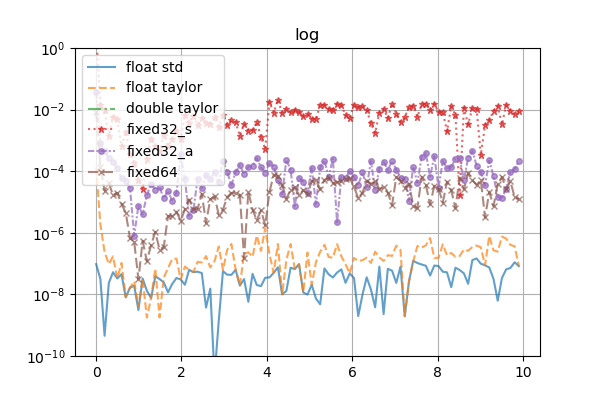 log
10^0
10^-2
10^-4
10^-6
10^-8
10^-10
float std
float taylor
double taylor
fixed32_s
fixed32_a
fixed64
0 2 4 6 8 10